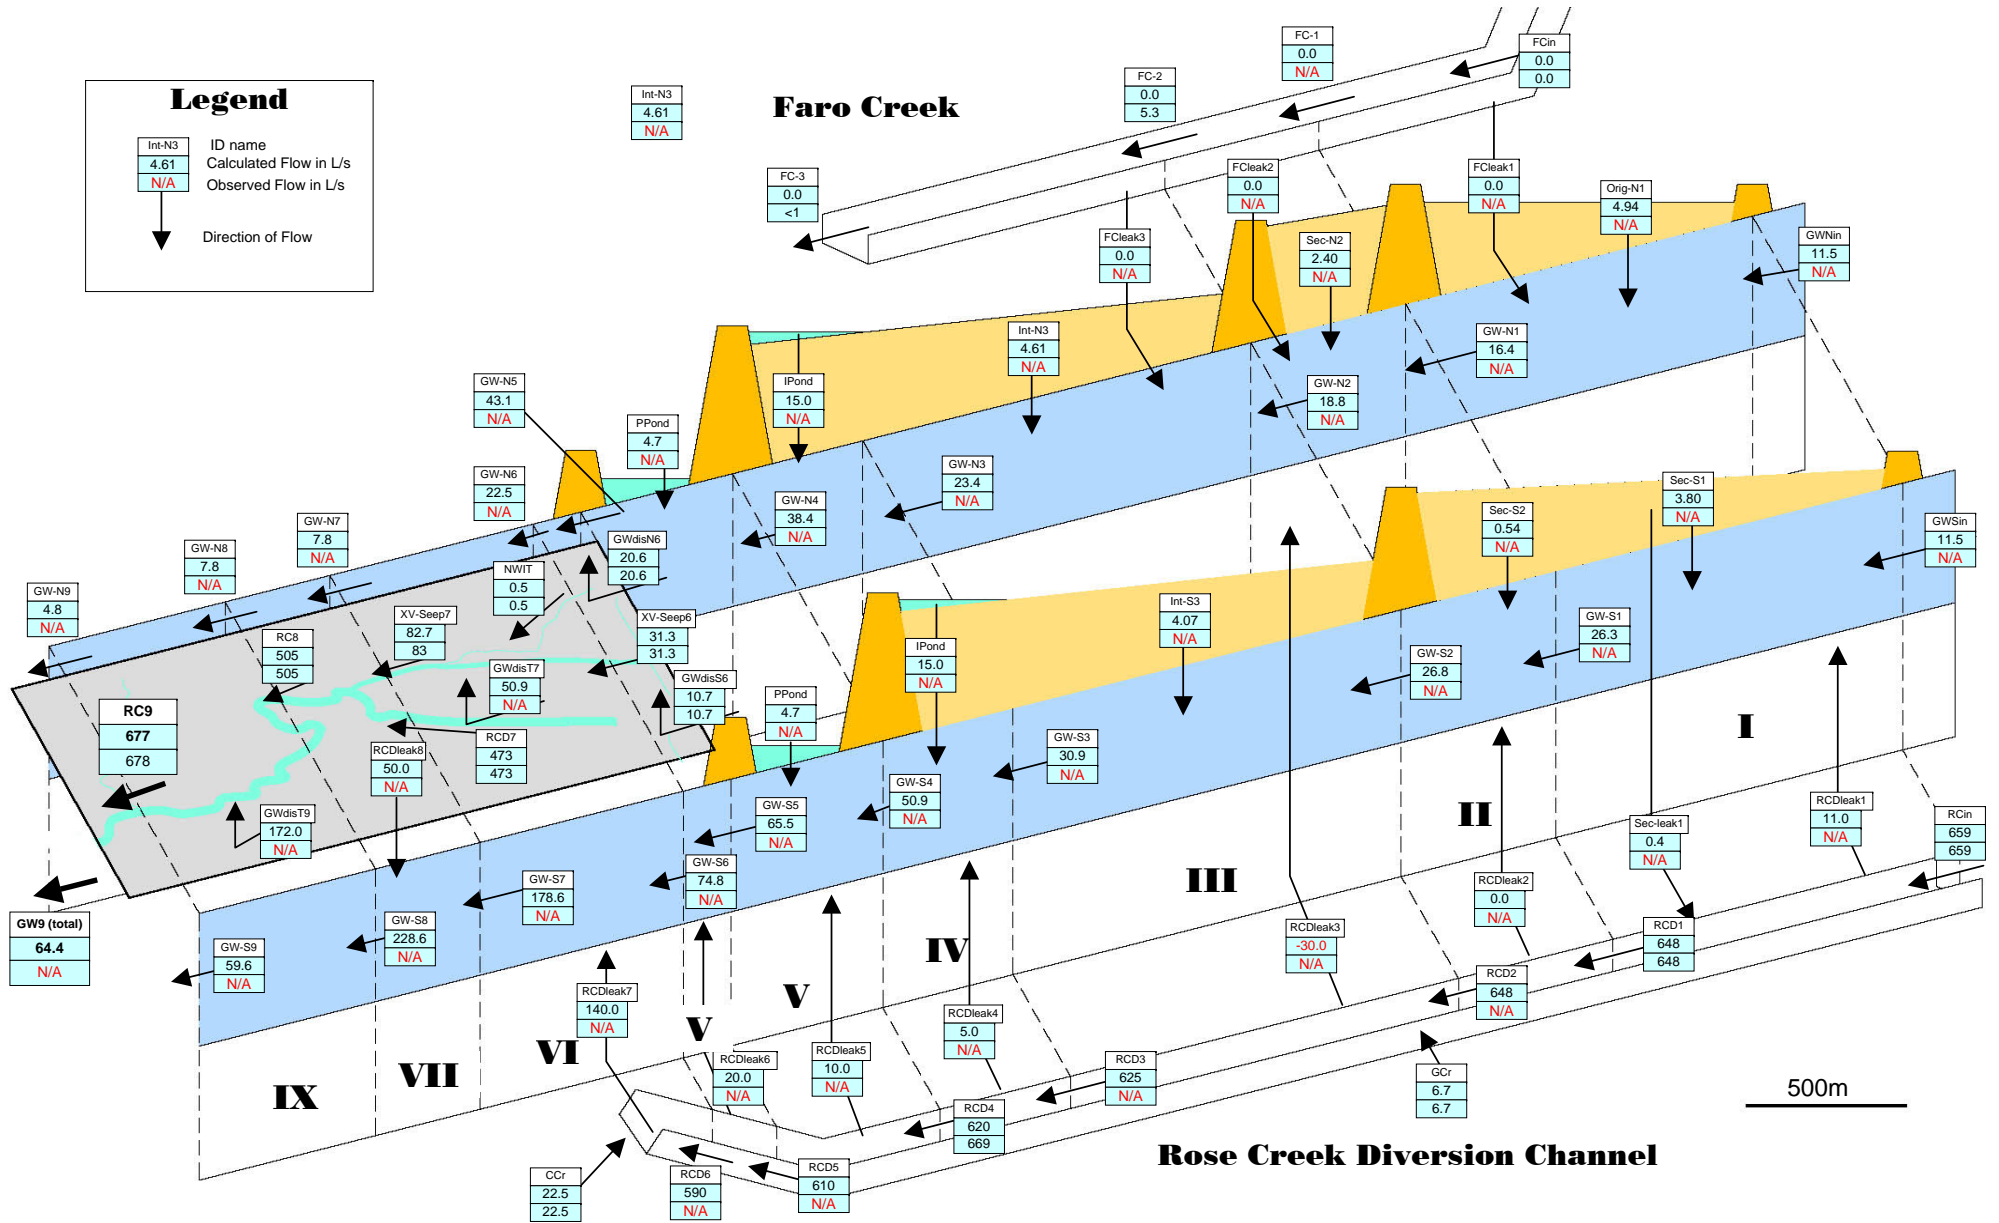 Legend
Int-N3
4.61
N/A
ID name
Calculated Flow in L/s
Observed Flow in L/s
Direction of Flow
Int-N3
4.61
N/A
Faro Creek
FC-1
0.0
N/A
FCin
0.0
0.0
FC-2
0.0
5.3
FC-3
0.0
<1
FCleak2
0.0
N/A
FCleak1
0.0
N/A
Orig-N1
4.94
N/A
FCleak3
0.0
N/A
Sec-N2
2.40
N/A
GWNin
11.5
N/A
Int-N3
4.61
N/A
GW-N1
16.4
N/A
GW-N2
18.8
N/A
GW-N5
43.1
N/A
IPond
15.0
N/A
PPond
4.7
N/A
GW-N6
22.5
N/A
GW-N3
23.4
N/A
GW-N4
38.4
N/A
GW-N7
7.8
N/A
GW-N8
7.8
N/A
GW-N9
4.8
N/A
GWdisN6
20.6
20.6
NWIT
0.5
0.5
XV-Seep7
82.7
83
XV-Seep6
31.3
31.3
RC8
505
505
GWdisT7
50.9
N/A
GWdisS6
10.7
10.7
RC9
677
678
RCD7
473
473
RCDleak8
50.0
N/A
GWdisT9
172.0
N/A
Sec-S1
3.80
N/A
Sec-S2
0.54
N/A
GWSin
11.5
N/A
Int-S3
4.07
N/A
GW-S1
26.3
N/A
GW-S2
26.8
N/A
IPond
15.0
N/A
PPond
4.7
N/A
GW-S3
30.9
N/A
GW-S4
50.9
N/A
GW-S5
65.5
N/A
GW-S6
74.8
N/A
GW-S7
178.6
N/A
GW-S8
228.6
N/A
GW-S9
59.6
N/A
GW9 (total)
64.4
N/A
I
II
III
IV
V
V
VI
VII
IX
RCDleak1
11.0
N/A
RCin
659
659
Sec-leak1
0.4
N/A
RCDleak2
0.0
N/A
RCD1
648
648
RCDleak3
-30.0
N/A
RCD2
648
N/A
RCDleak7
140.0
N/A
RCDleak4
5.0
N/A
RCDleak6
20.0
N/A
RCDleak5
10.0
N/A
RCD3
625
N/A
GCr
6.7
6.7
RCD4
620
669
CCr
22.5
22.5
RCD6
590
N/A
RCD5
610
N/A
500m
Rose Creek Diversion Channel